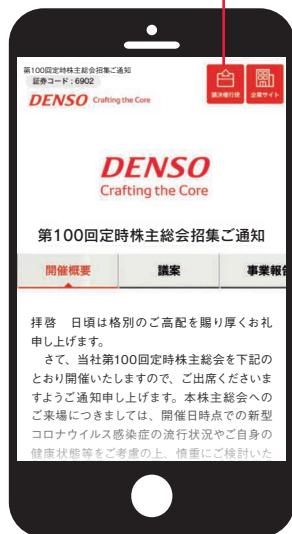 第100回定時株主総会招集ご通知
証券コード:6902
DENSO Crafting the Core
議決権行使
企業サイト
DENSO
Crafting the Core
第100回定時株主総会招集ご通知
開催概要 議案 事業報告
拝啓 日頃は格別のご高配を賜り厚くお礼
申し上げます。
さて、当社第100回定時株主総会を下記の
とおり開催いたしますので、ご出席くださいま
すようご通知申し上げます。本株主総会への
ご来場につきましては、開催日時点での新型
コロナウイルス感染症の流行状況やご自身の
健康状態等をご考慮の上、慎重にご検討いた